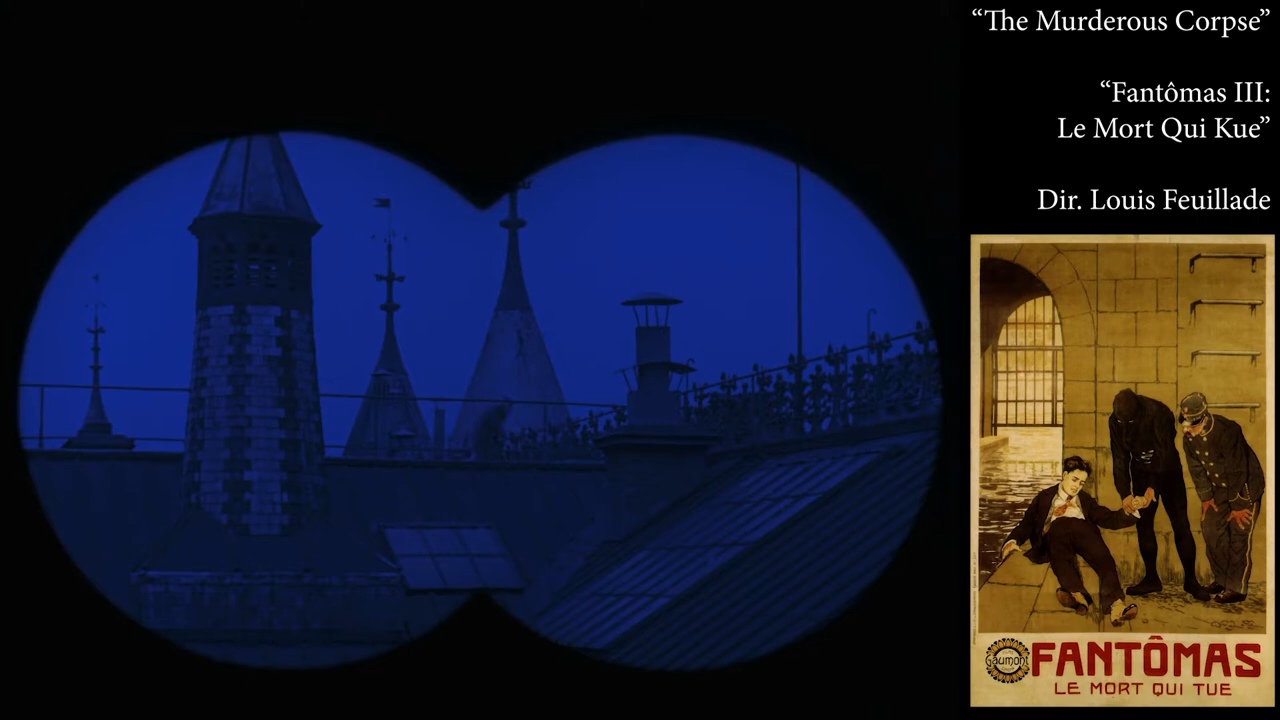 “The Murderous Corpse”
“Fantômas III:
Le Mort Qui Kue”
Dir. Louis Feuillade
Gaumont
FANTÔMAS
LE MORT QUI TUE